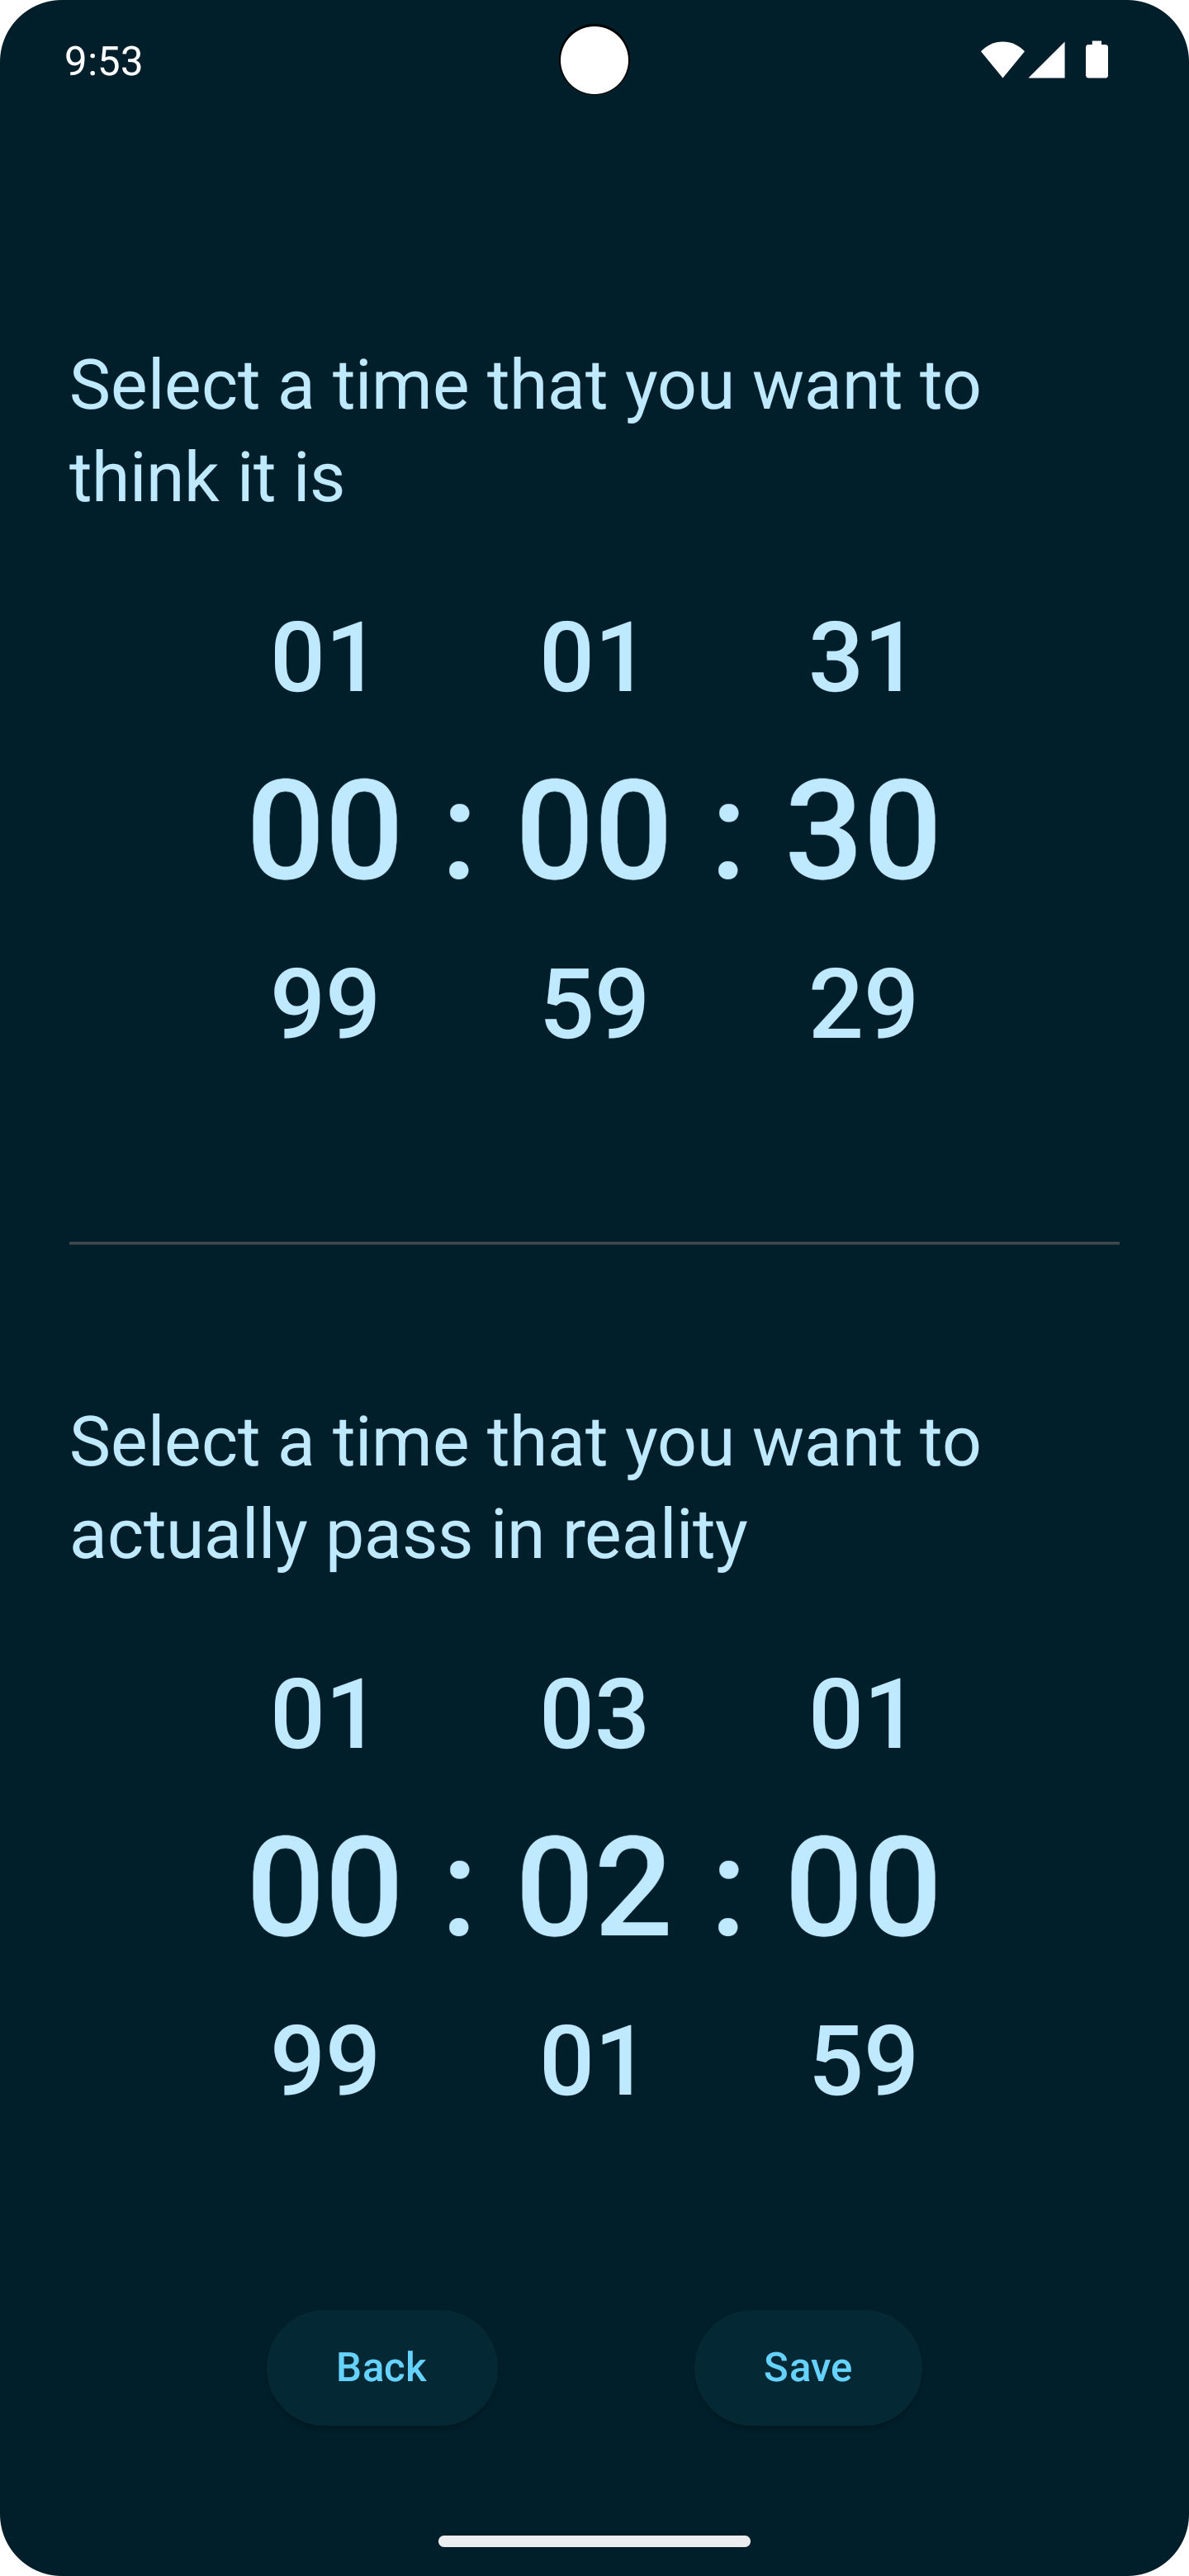 9:53
Select a time that you want to
think it is
01 01 31
00 : 00 : 30
99 59 29
Select a time that you want to
actually pass in reality
01 03 01
00 : 02 : 00
99 01 59
Back Save